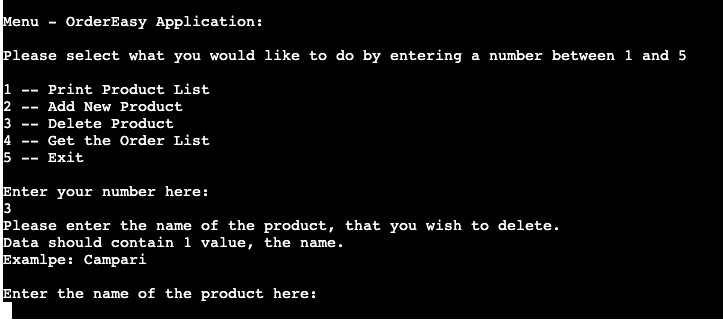 Menu - OrderEasy Application:
Please select what you would like to do by entering a number between 1 and 5
1 -- Print Product List
2 -- Add New Product
3 -- Delete Product
4 -- Get the Order List
5 -- Exit
Enter your number here:
3
Please enter the name of the product, that you wish to delete.
Data should contain 1 value, the name.
Examlpe: Campari
Enter the name of the product here: